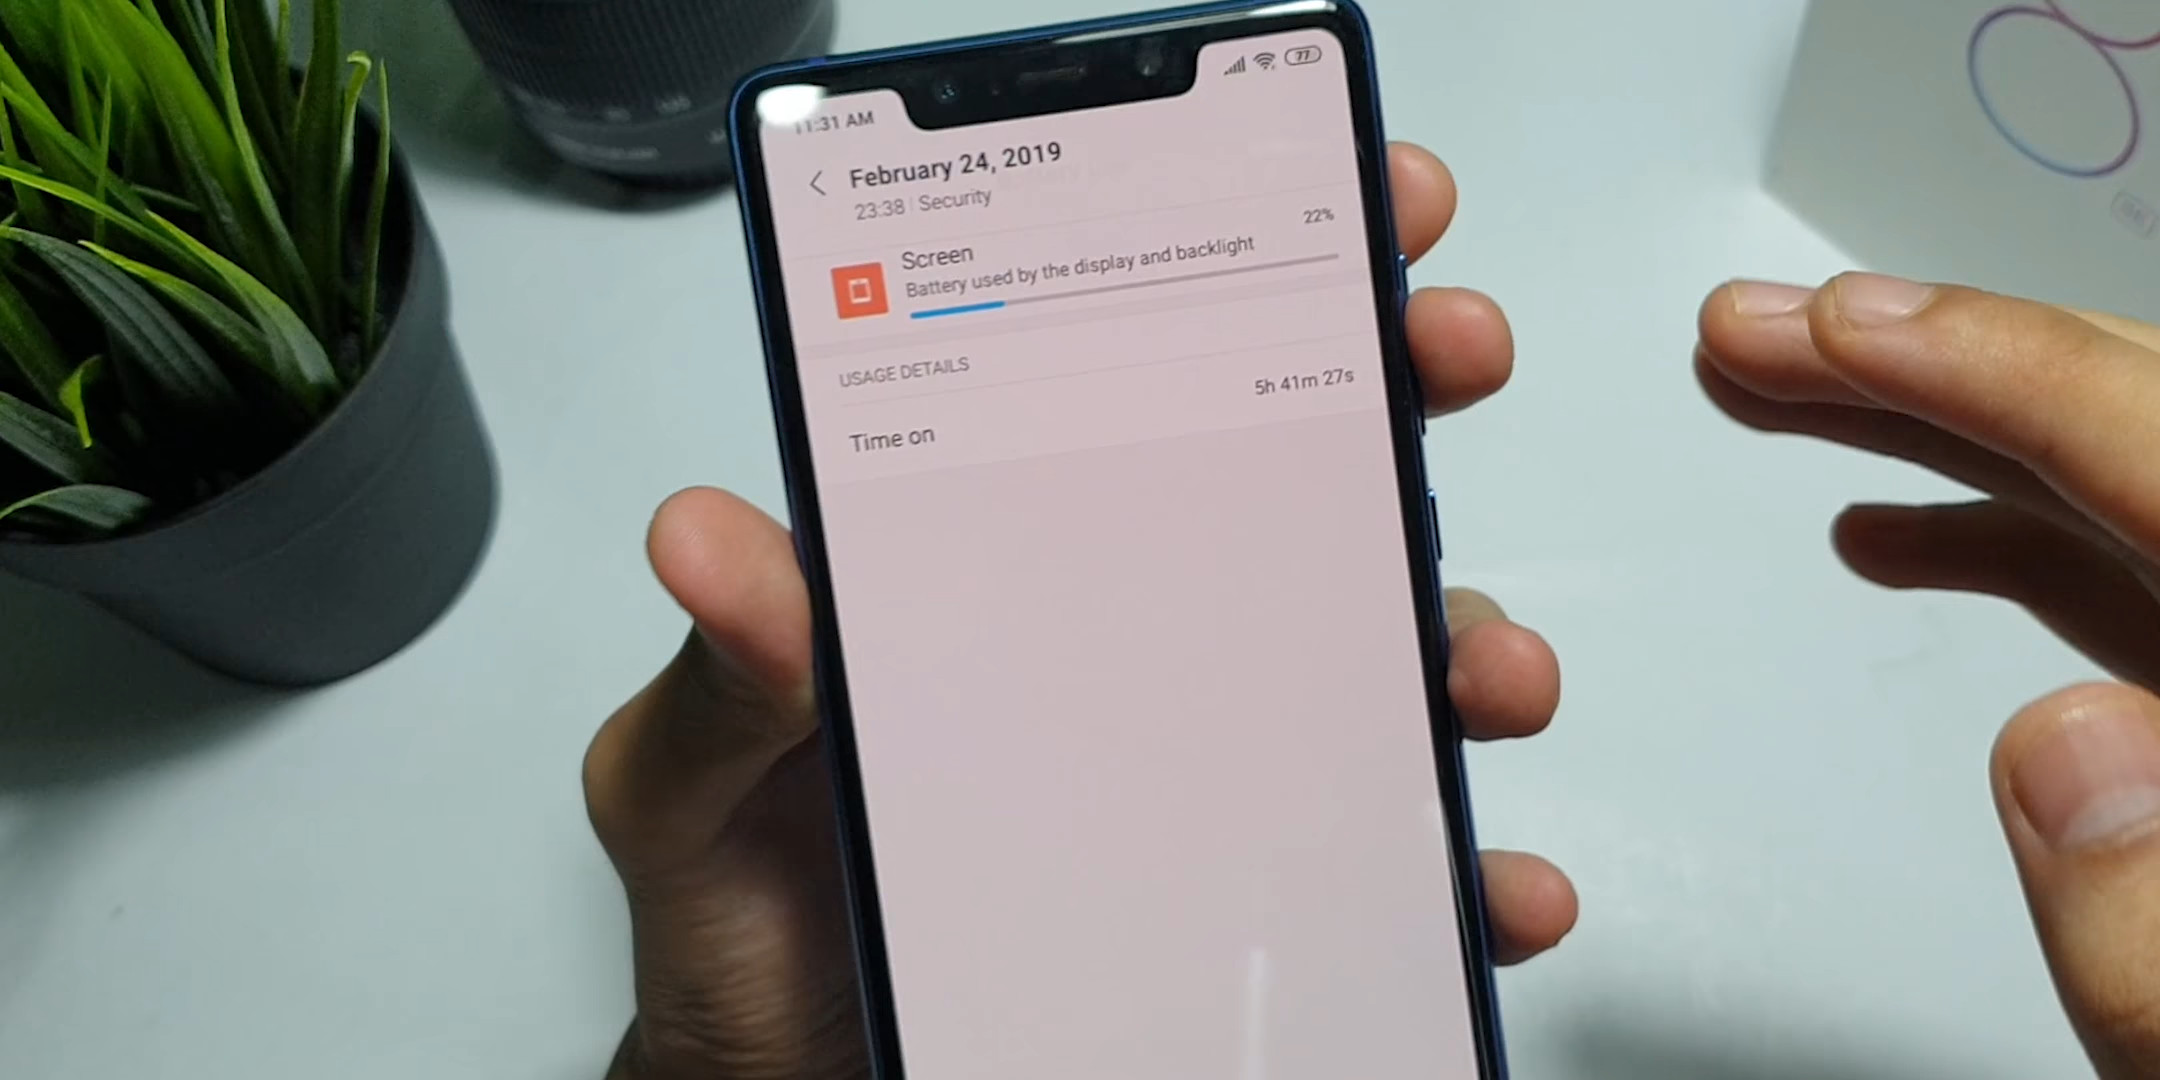 11:31 AM
77
February 24, 2019
23:38 | Security
Screen
22%
Battery used by the display and backlight
USAGE DETAILS
Time on
5h 41m 27s